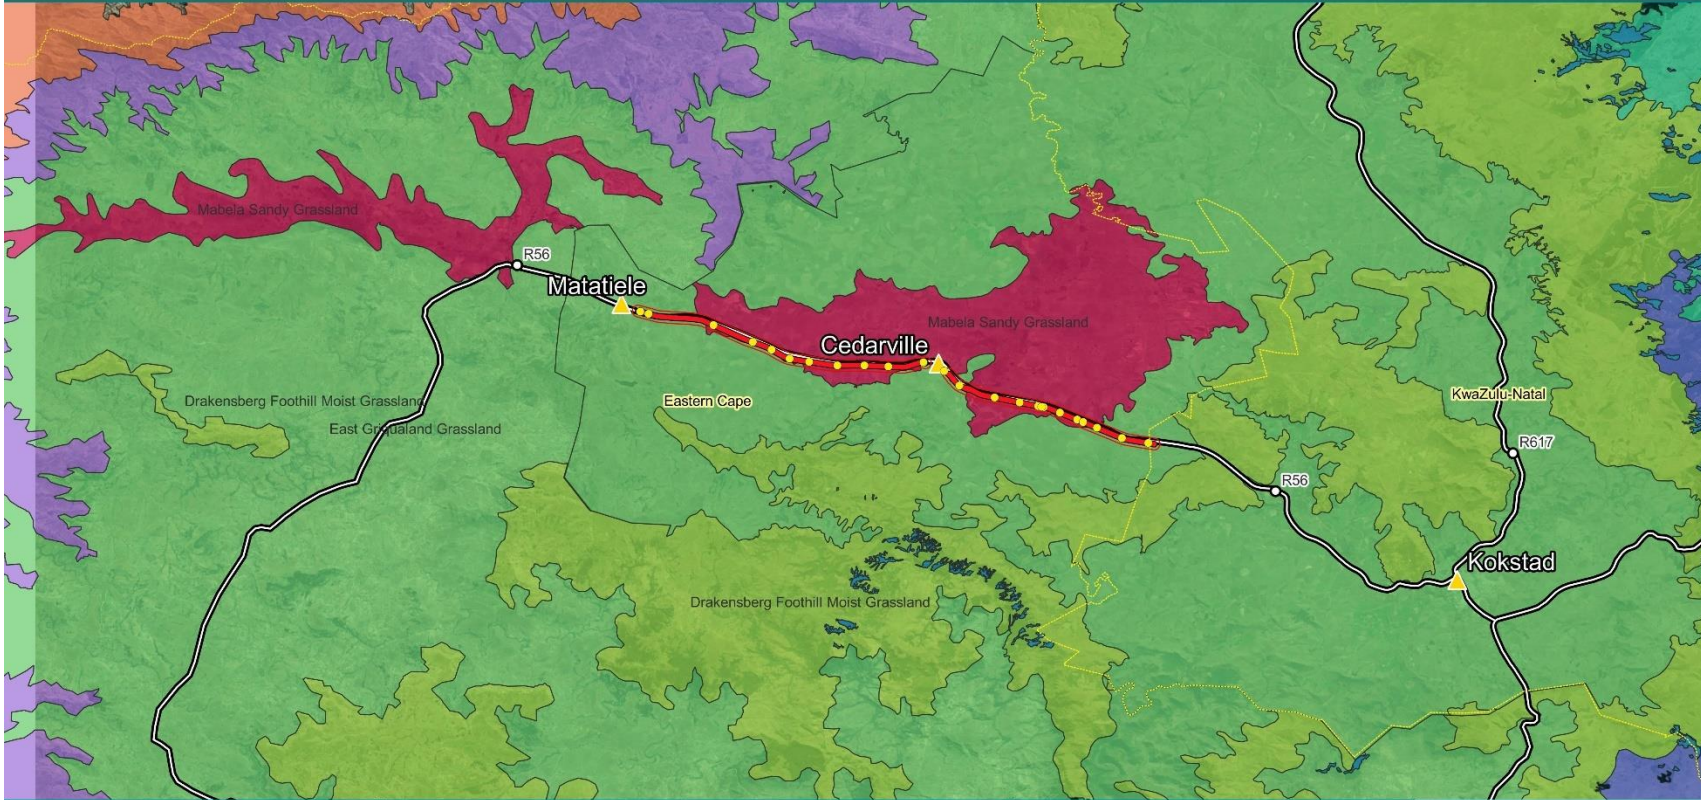 Mabela Sandy Grassland
R56
Matatiele
Mabela Sandy Grassland
Cedarville
Drakensberg Foothill Moist Grassland
Eastern Cape
KwaZulu-Natal
East Griqualand Grassland
R617
R56
Kokstad
Drakensberg Foothill Moist Grassland